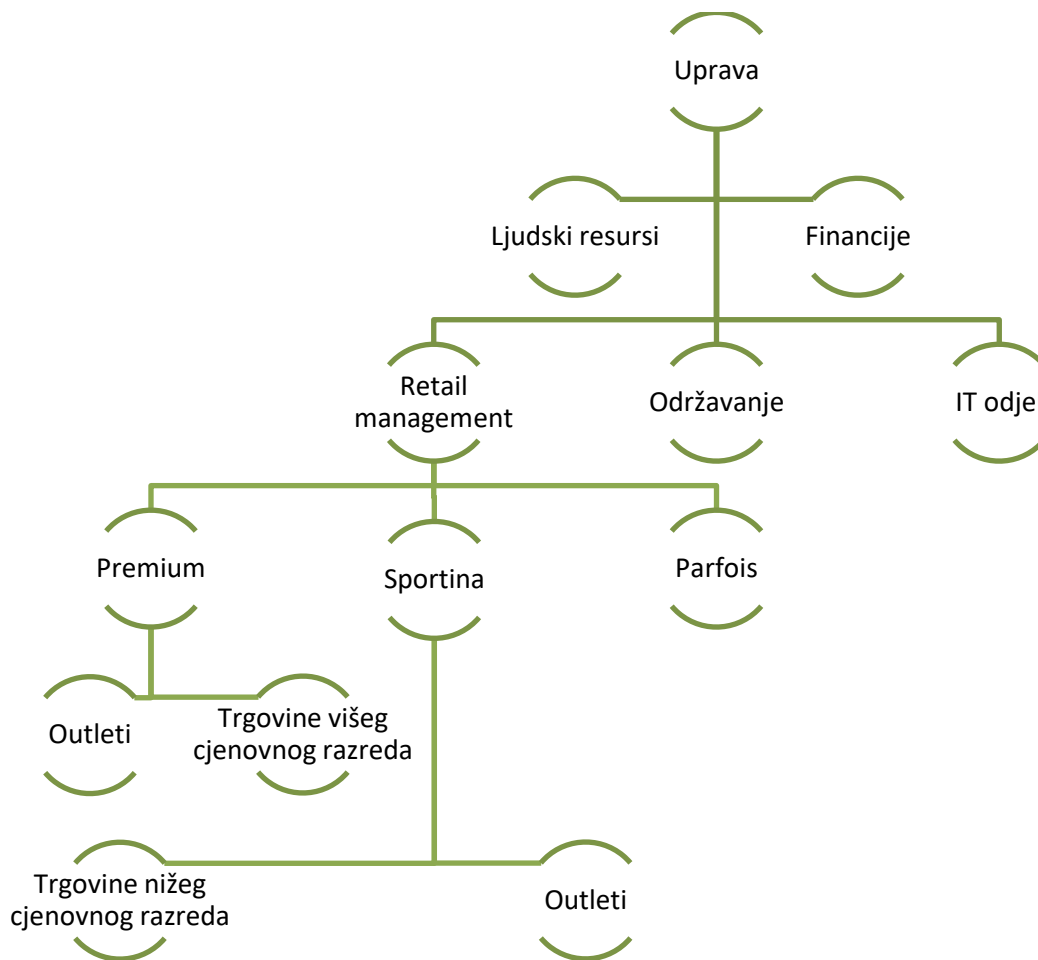 Uprava
Ljudski resursi
Financije
Retail
management
Održavanje
IT odje
Premium
Sportina
Parfois
Outleti
Trgovine višeg
cjenovnog razreda
Trgovine nižeg
cjenovnog razreda
Outleti